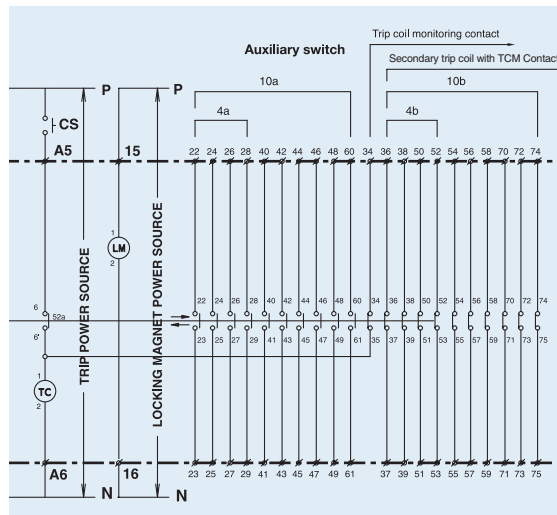 Trip coil monitoring contact
Auxiliary switch
Secondary trip coil with TCM Contact
10a
10b
P
P
4a
4b
CS
A5
15
22 24 26 28 40 42 44 46 48 60 34 36 38 50 52 54 56 58 70 72 74
1
LM
2
TRIP POWER SOURCE
LOCKING MAGNET POWER SOURCE
6
52a
6'
22 24 26 28 40 42 44 46 48 60 34 36 37 50 51 52 54 56 58 70 72 74
23 25 27 29 41 43 45 47 49 61 35 37 39 51 53 55 57 59 71 73 75
1
TC
2
A6
16
23 25 27 29 41 43 45 47 49 61 37 39 51 53 55 57 59 71 73 75
N
N